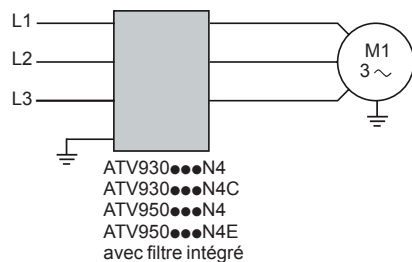 L1
L2
L3
M1
3 ~
ATV930●●●N4
ATV930●●●N4C
ATV950●●●N4
ATV950●●●N4E
avec filtre intégré